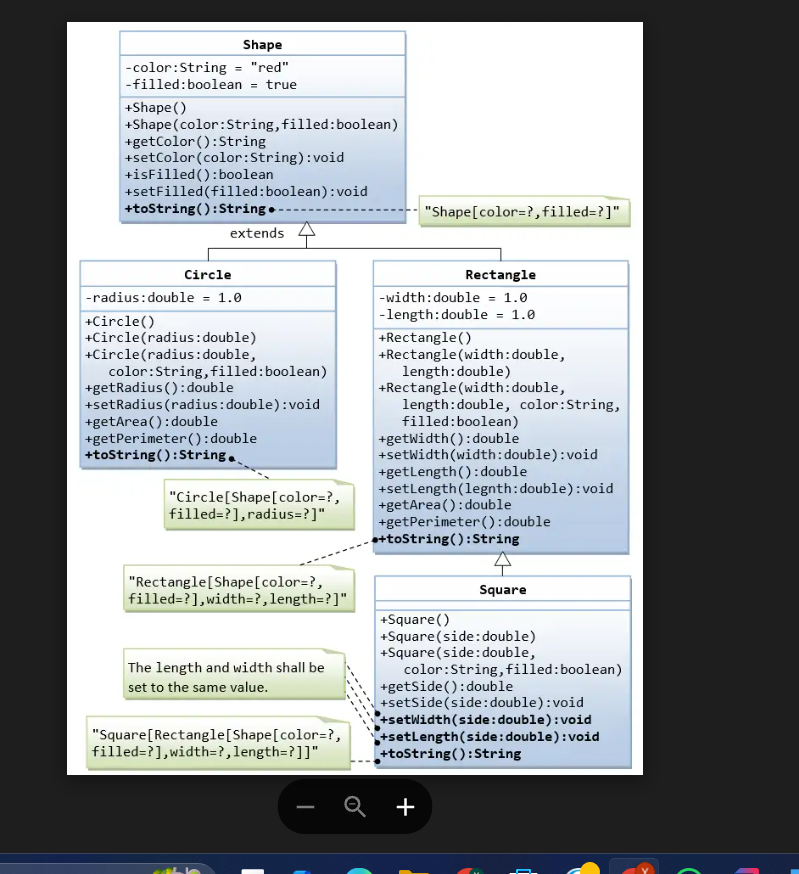 Shape
-color:String = "red"
-filled:boolean = true
+Shape()
+Shape(color:String,filled:boolean)
+getColor():String
+setColor(color:String):void
+isFilled():boolean
+setFilled(filled:boolean):void
+toString():String
"Shape[color=?,filled=?]"
extends
Circle
-radius:double = 1.0
+Circle()
+Circle(radius:double)
+Circle(radius:double,
color:String,filled:boolean)
+getRadius():double
+setRadius(radius:double):void
+getArea():double
+getPerimeter():double
+toString():String
"Circle[Shape[color=?,
filled=?],radius=?]"
Rectangle
-width:double = 1.0
-length:double = 1.0
+Rectangle()
+Rectangle(width:double,
length:double)
+Rectangle(width:double,
length:double, color:String,
filled:boolean)
+getWidth():double
+setWidth(width:double):void
+getLength():double
+setLength(legnth:double):void
+getArea():double
+getPerimeter():double
+toString():String
"Rectangle[Shape[color=?,
filled=?],width=?,length=?]"
Square
+Square()
+Square(side:double)
+Square(side:double,
color:String,filled:boolean)
+getSide():double
+setSide(side:double):void
+setWidth(side:double):void
+setLength(side:double):void
+toString():String
The length and width shall be
set to the same value.
"Square[Rectangle[Shape[color=?,
filled=?],width=?,length=?]]"